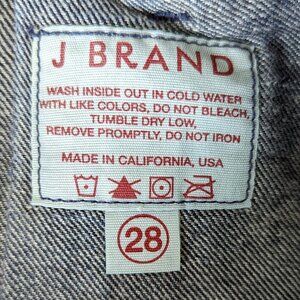 J BRAND
WASH INSIDE OUT IN COLD WATER
WITH LIKE COLORS, DO NOT BLEACH,
TUMBLE DRY LOW,
REMOVE PROMPTLY, DO NOT IRON
MADE IN CALIFORNIA, USA
28